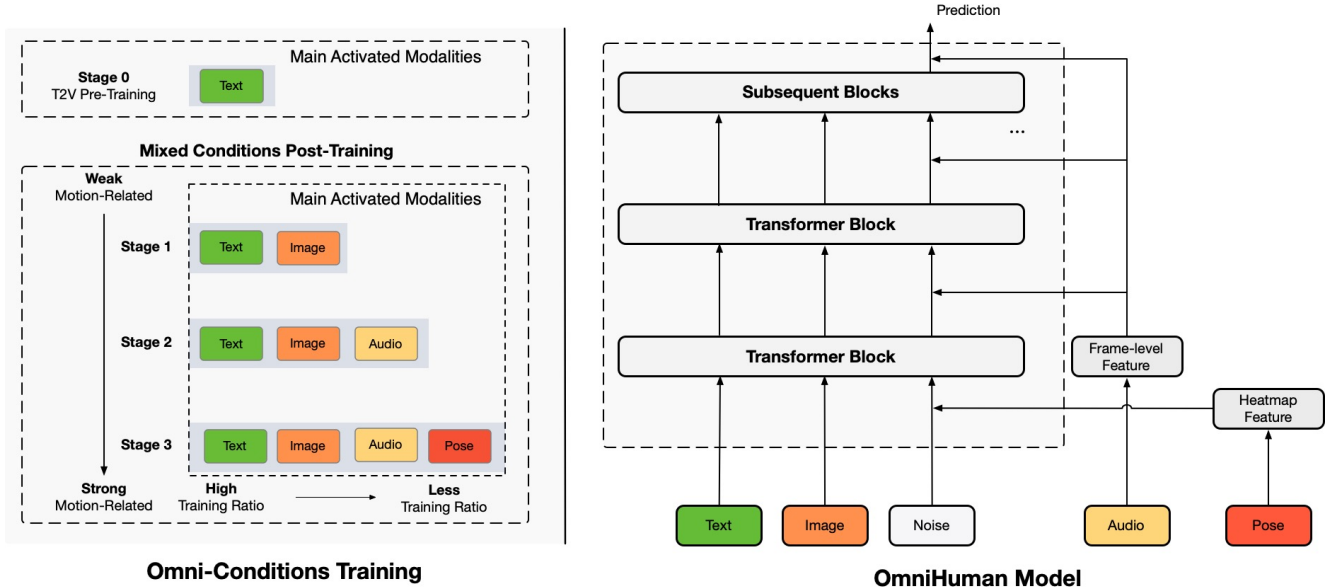 Main Activated Modalities
Stage 0
T2V Pre-Training
Text
Mixed Conditions Post-Training
Weak
Motion-Related
Main Activated Modalities
Stage 1
Text
Image
Stage 2
Text
Image
Audio
Stage 3
Text
Image
Audio
Pose
Strong
Motion-Related
High
Training Ratio
Less
Training Ratio
Omni-Conditions Training
Prediction
Subsequent Blocks
...
Transformer Block
Transformer Block
Frame-level
Feature
Heatmap
Feature
Text
Image
Noise
Audio
Pose
OmniHuman Model